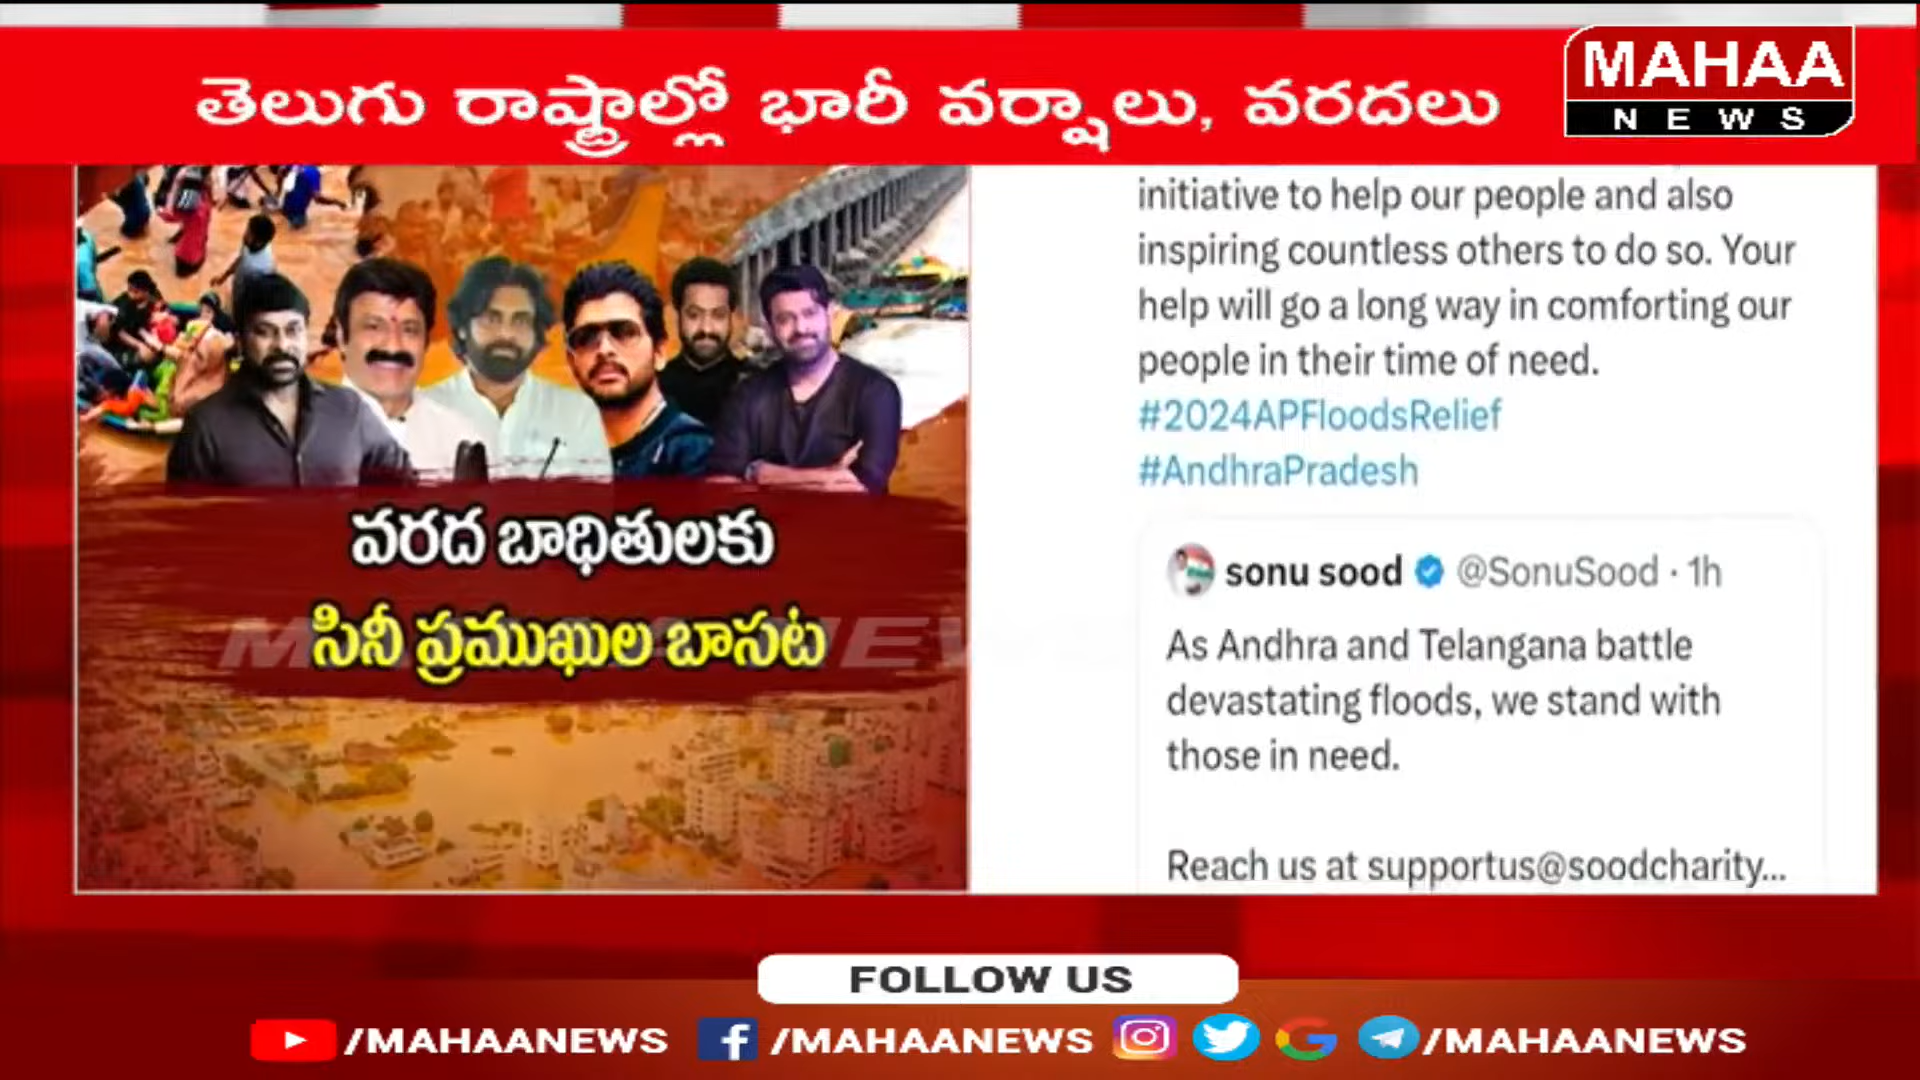 తెలుగు రాష్ట్రాల్లో భారీ వర్షాలు, వరదలు
MAHAA
NEWS
వరద బాధితులకు
సినీ ప్రముఖుల బాసట
MAHAA NEWS
initiative to help our people and also
inspiring countless others to do so. Your
help will go a long way in comforting our
people in their time of need.
#2024APFloodsRelief
#AndhraPradesh
sonu sood @SonuSood · 1h
As Andhra and Telangana battle
devastating floods, we stand with
those in need.
Reach us at supportus@soodcharity...
FOLLOW US
/MAHAANEWS /MAHAANEWS /MAHAANEWS